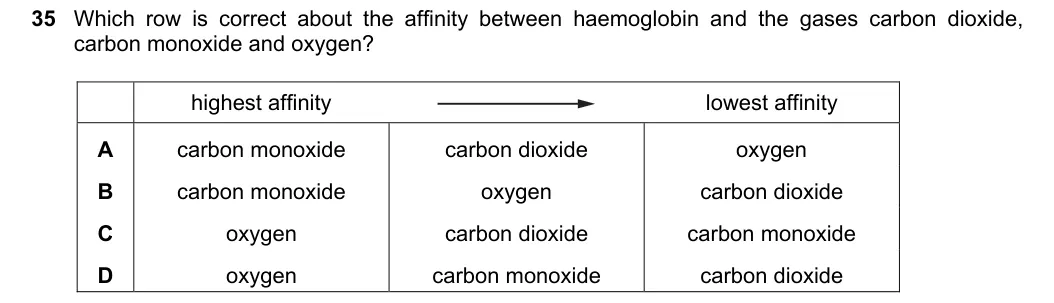 35 Which row is correct about the affinity between haemoglobin and the gases carbon dioxide,
carbon monoxide and oxygen?
highest affinity lowest affinity
A carbon monoxide carbon dioxide oxygen
B carbon monoxide oxygen carbon dioxide
C oxygen carbon dioxide carbon monoxide
D oxygen carbon monoxide carbon dioxide